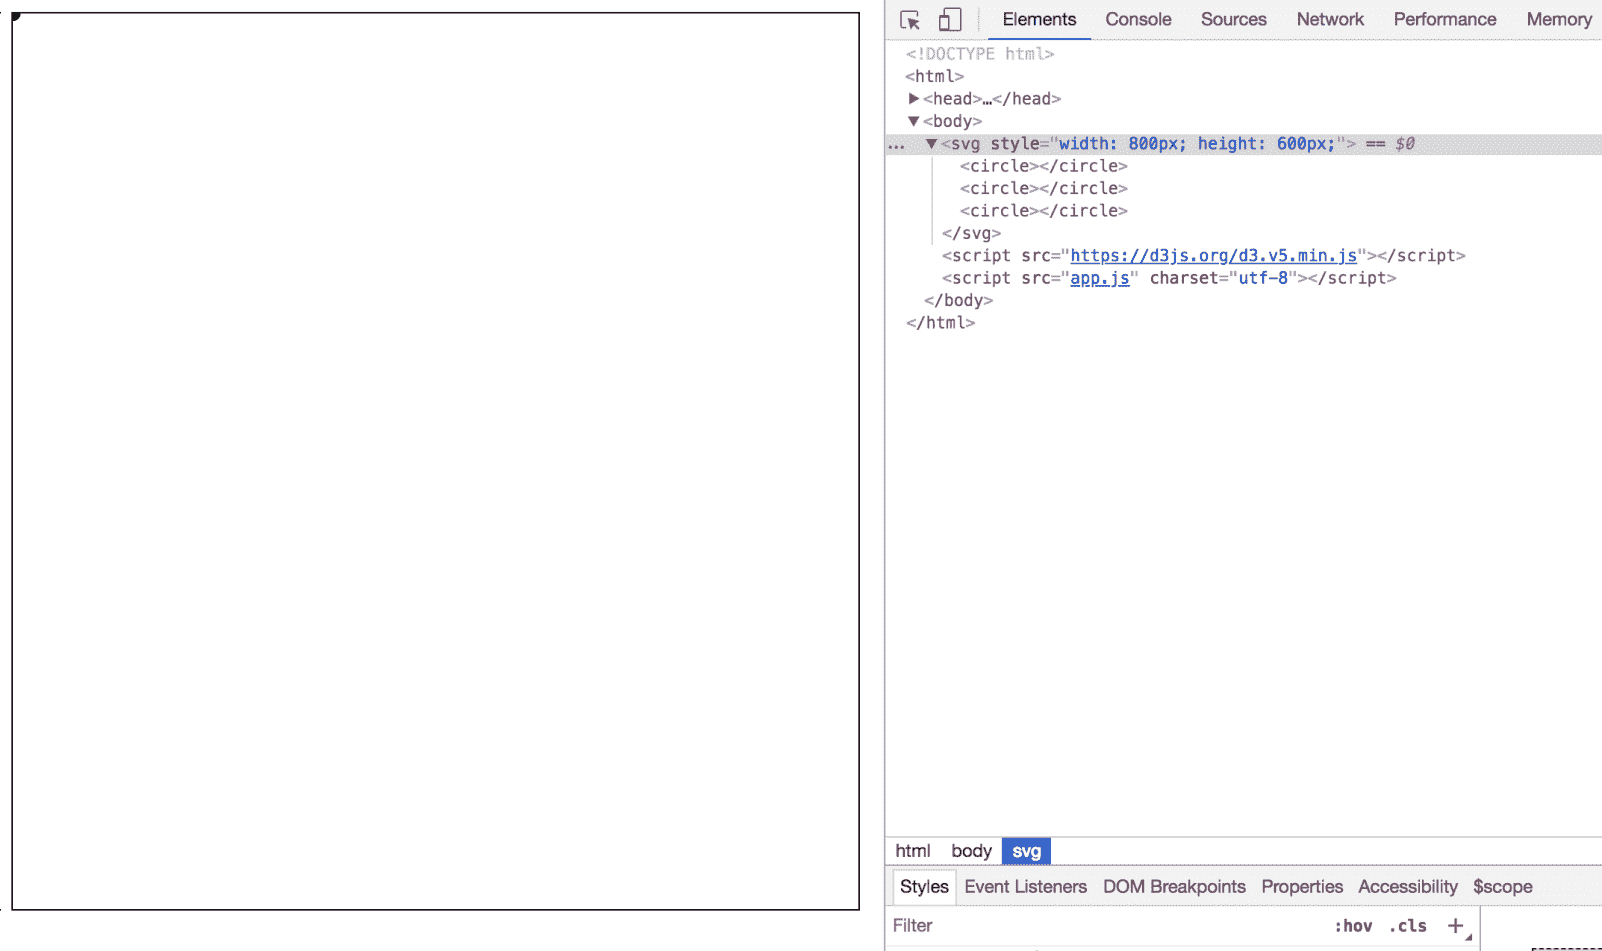 Elements Console Sources Network Performance Memory
<!DOCTYPE html>
<html>
▶<head>…</head>
▼<body>
... ▼<svg style="width: 800px; height: 600px;"> == $0
<circle></circle>
<circle></circle>
<circle></circle>
</svg>
<script src="https://d3js.org/d3.v5.min.js"></script>
<script src="app.js" charset="utf-8"></script>
</body>
</html>
html body svg
Styles Event Listeners DOM Breakpoints Properties Accessibility $scope
Filter :hov .cls +